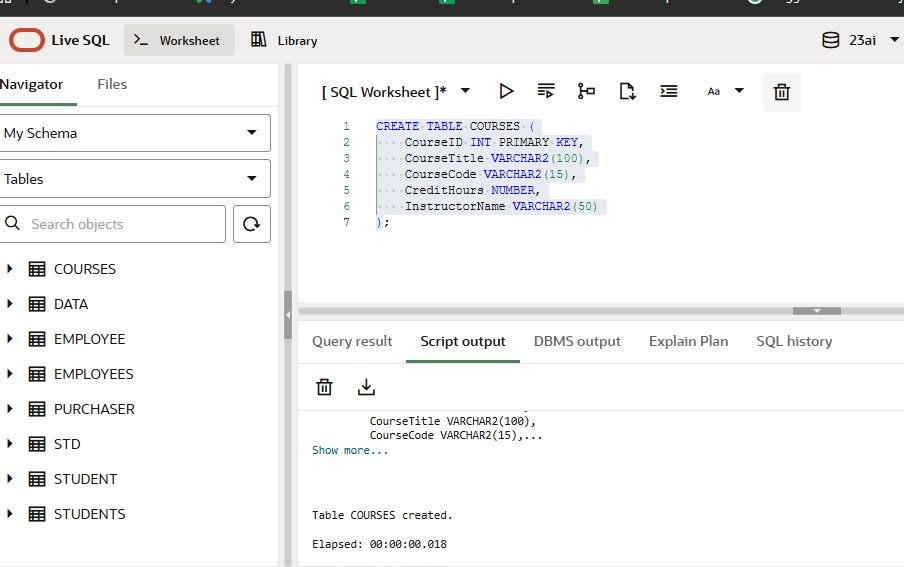 Live SQL
Worksheet
Library
23ai
Navigator
Files
My Schema
Tables
Search objects
COURSES
DATA
EMPLOYEE
EMPLOYEES
PURCHASER
STD
STUDENT
STUDENTS
[ SQL Worksheet ]*
Aa
1 CREATE TABLE COURSES (
2 CourseID INT PRIMARY KEY,
3 CourseTitle VARCHAR2(100),
4 CourseCode VARCHAR2(15),
5 CreditHours NUMBER,
6 InstructorName VARCHAR2(50)
7 );
Query result
Script output
DBMS output
Explain Plan
SQL history
CourseTitle VARCHAR2(100),
CourseCode VARCHAR2(15),...
Show more...
Table COURSES created.
Elapsed: 00:00:00.018